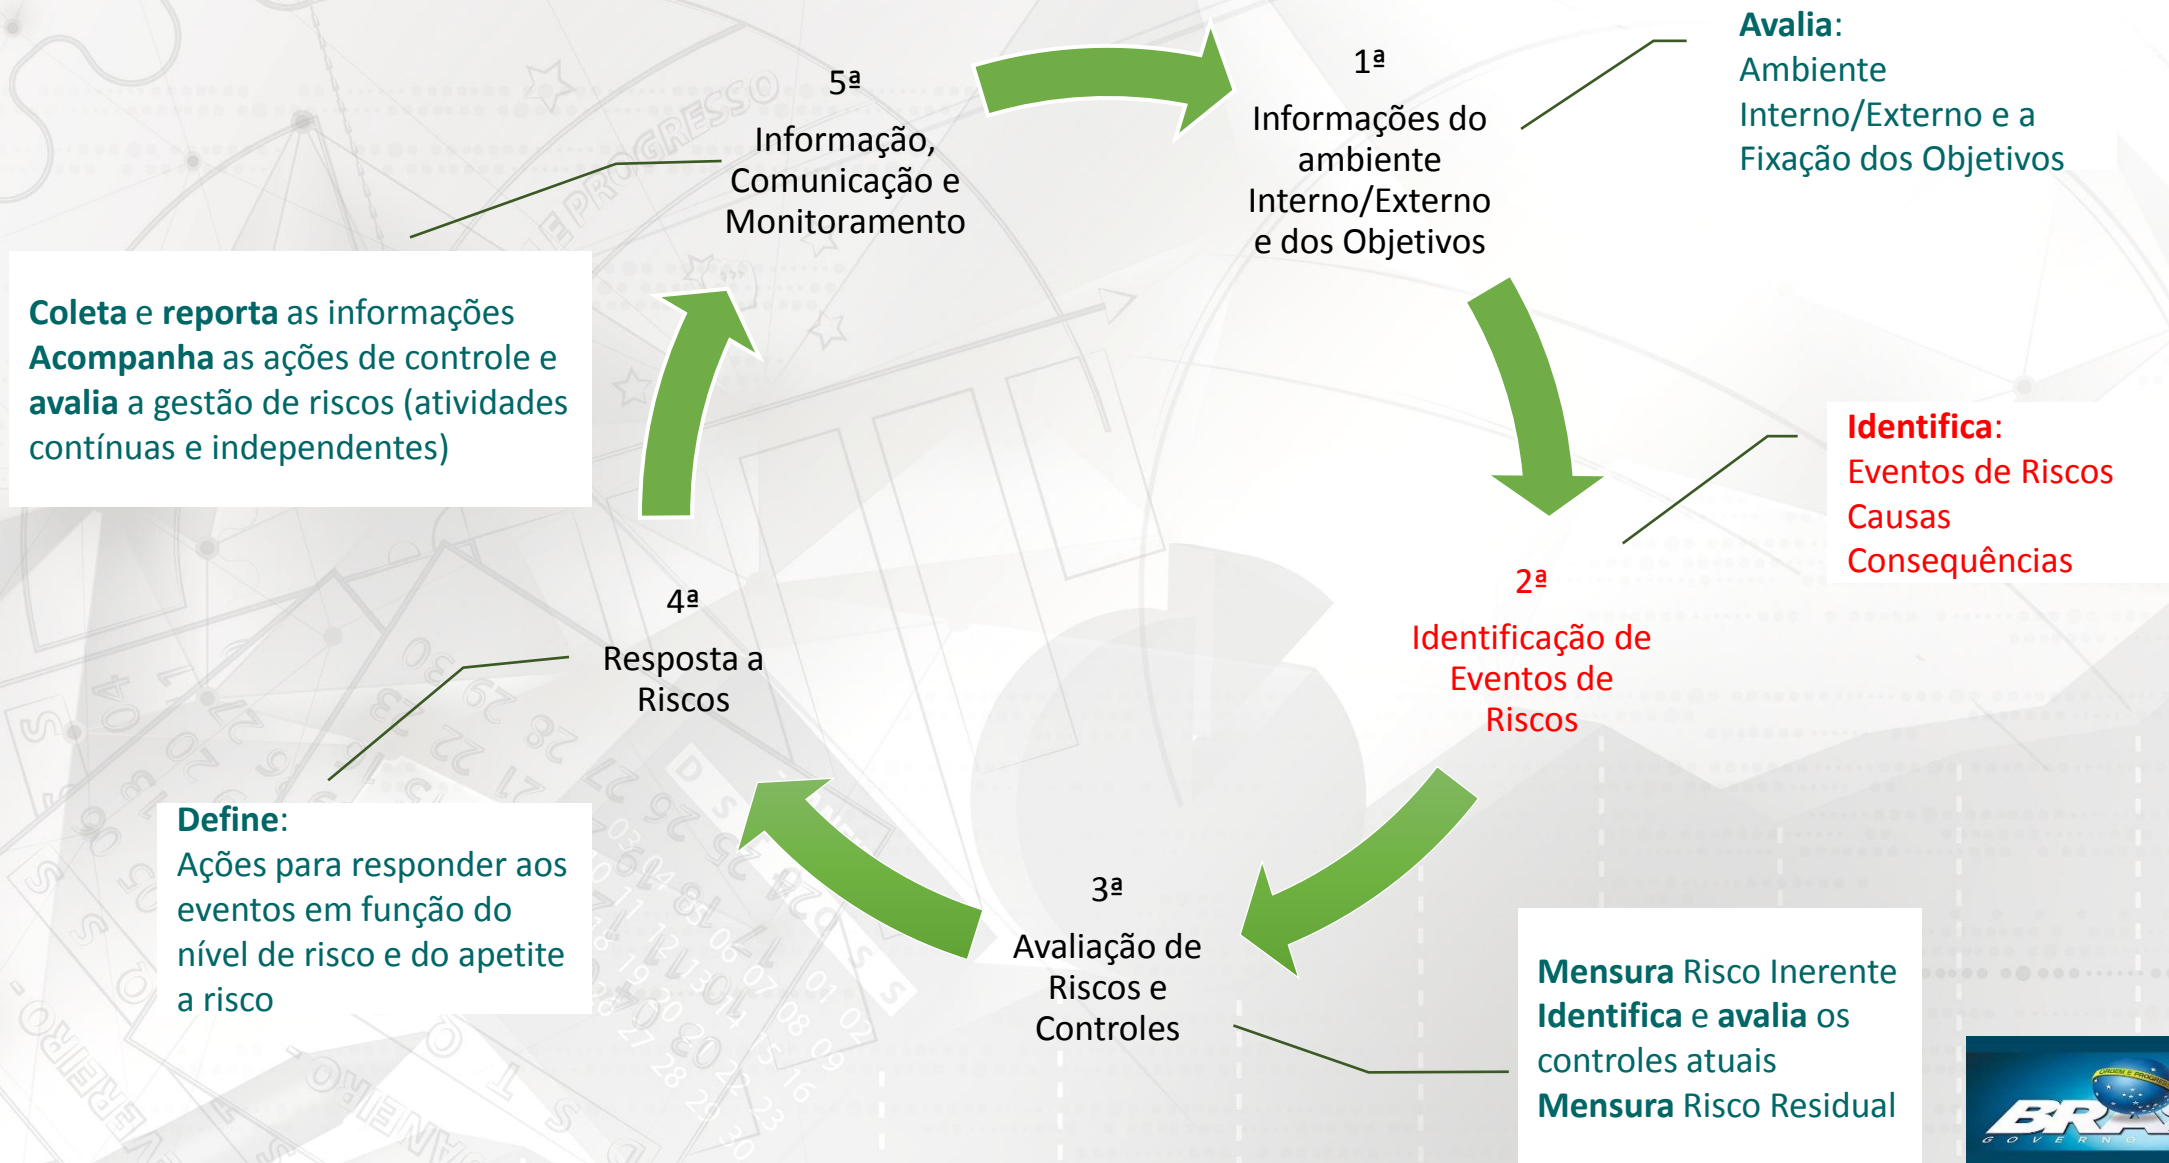 5ª
Informação,
Comunicação e
Monitoramento
1ª
Informações do
ambiente
Interno/Externo
e dos Objetivos
Avalia:
Ambiente
Interno/Externo e a
Fixação dos Objetivos
Coleta e reporta as informações
Acompanha as ações de controle e
avalia a gestão de riscos (atividades
contínuas e independentes)
Identifica:
Eventos de Riscos
Causas
Consequências
2ª
Identificação de
Eventos de
Riscos
4ª
Resposta a
Riscos
Define:
Ações para responder aos
eventos em função do
nível de risco e do apetite
a risco
3ª
Avaliação de
Riscos e
Controles
Mensura Risco Inerente
Identifica e avalia os
controles atuais
Mensura Risco Residual
GOVERNO